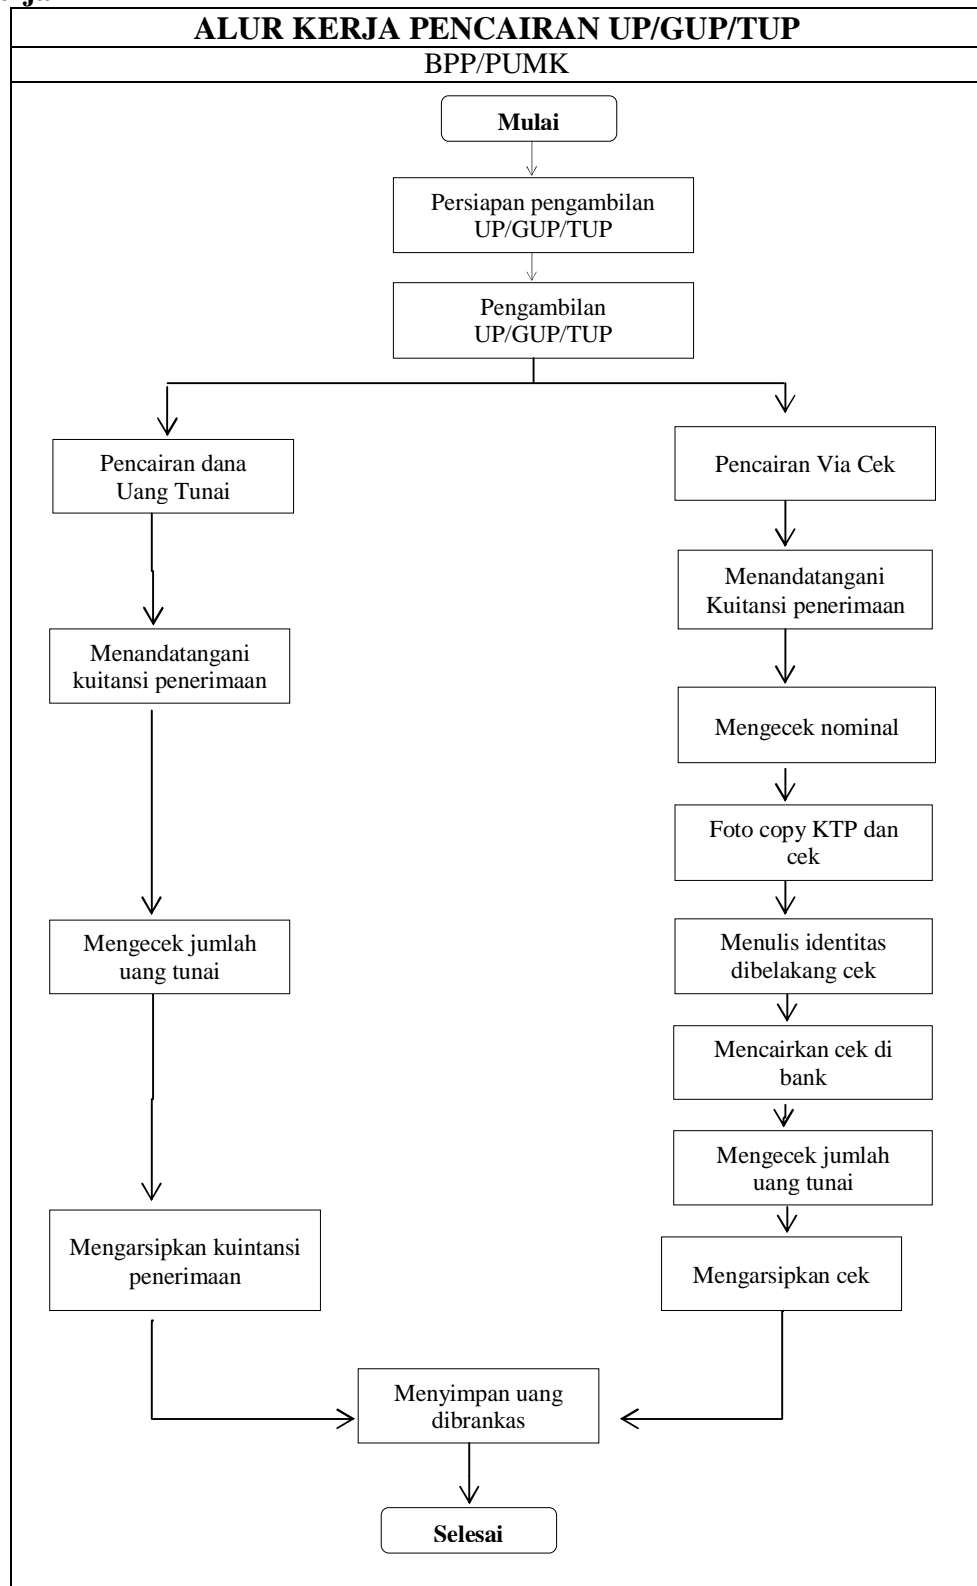 ALUR KERJA PENCAIRAN UP/GUP/TUP
BPP/PUMK
Mulai
Persiapan pengambilan
UP/GUP/TUP
Pengambilan
UP/GUP/TUP
Pencairan dana
Uang Tunai
Menandatangani
kuitansi penerimaan
Mengecek jumlah
uang tunai
Mengarsipkan kuintansi
penerimaan
Pencairan Via Cek
Menandatangani
Kuitansi penerimaan
Mengecek nominal
Foto copy KTP dan
cek
Menulis identitas
dibelakang cek
Mencairkan cek di
bank
Mengecek jumlah
uang tunai
Mengarsipkan cek
Menyimpan uang
dibrankas
Selesai